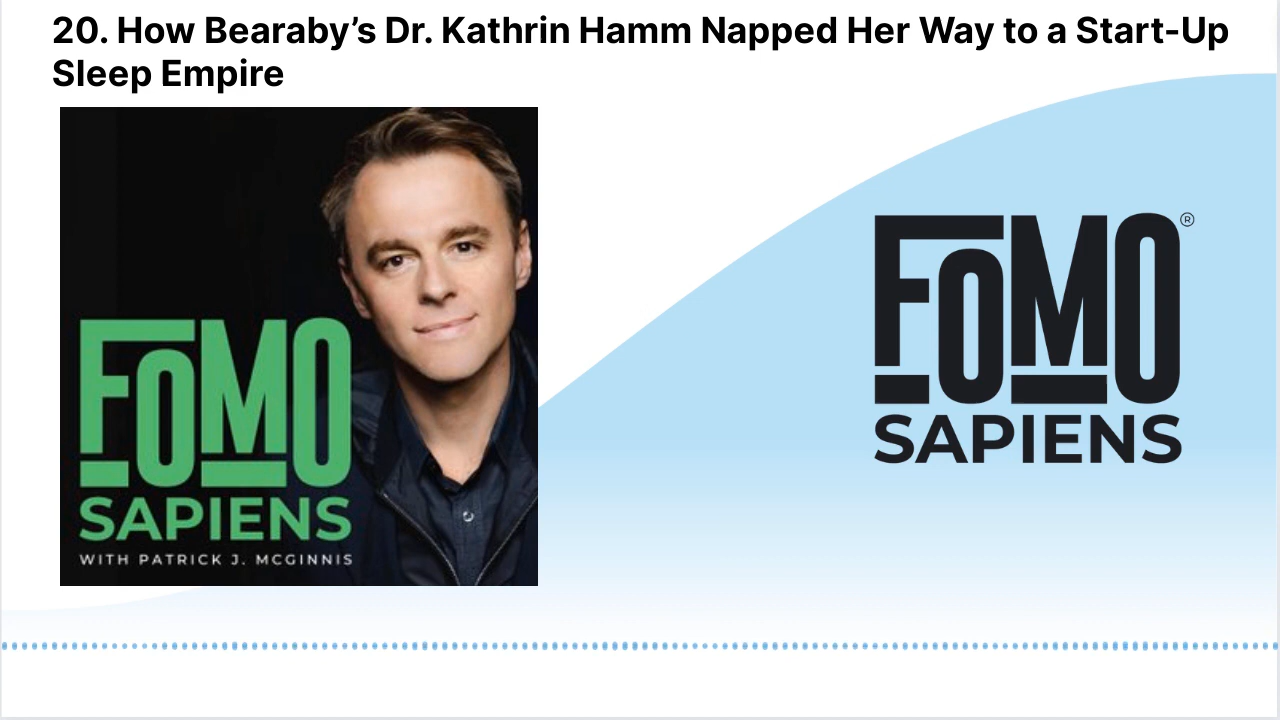 20. How Bearaby’s Dr. Kathrin Hamm Napped Her Way to a Start-Up
Sleep Empire
FOMO
SAPIENS
WITH PATRICK J. MCGINNIS
FOMO®
SAPIENS